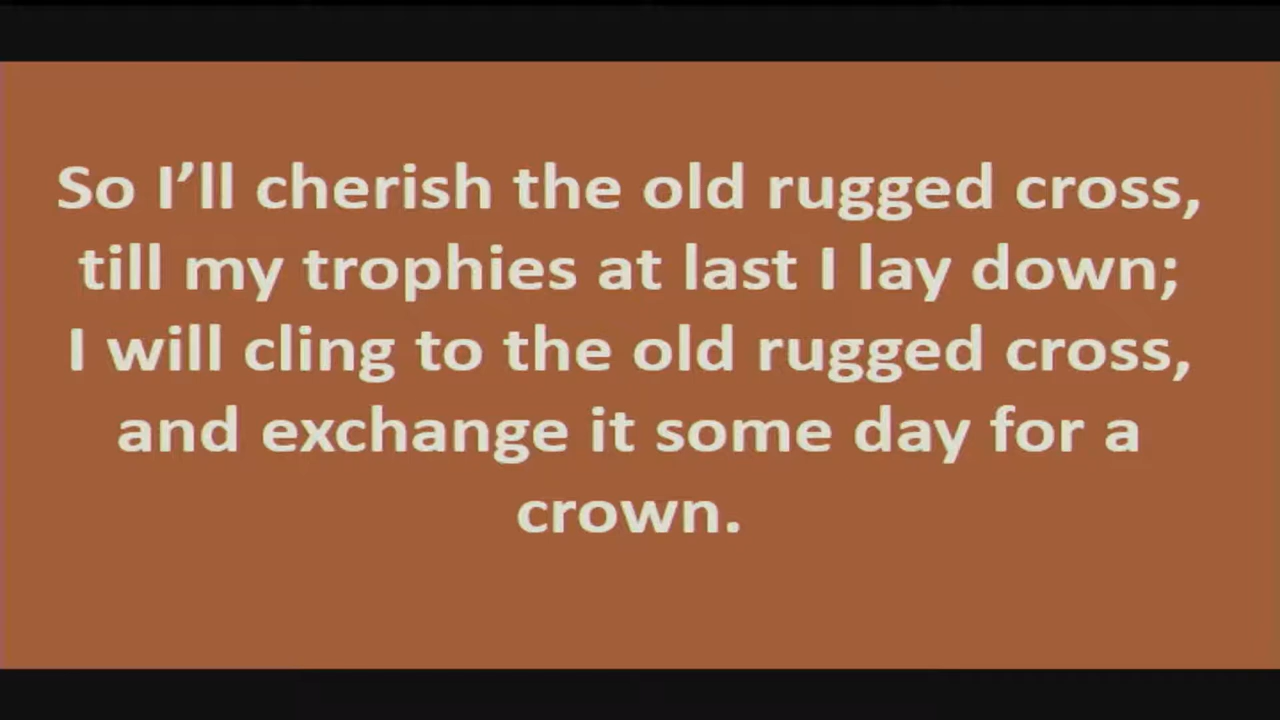 So I’ll cherish the old rugged cross,
till my trophies at last I lay down;
I will cling to the old rugged cross,
and exchange it some day for a
crown.